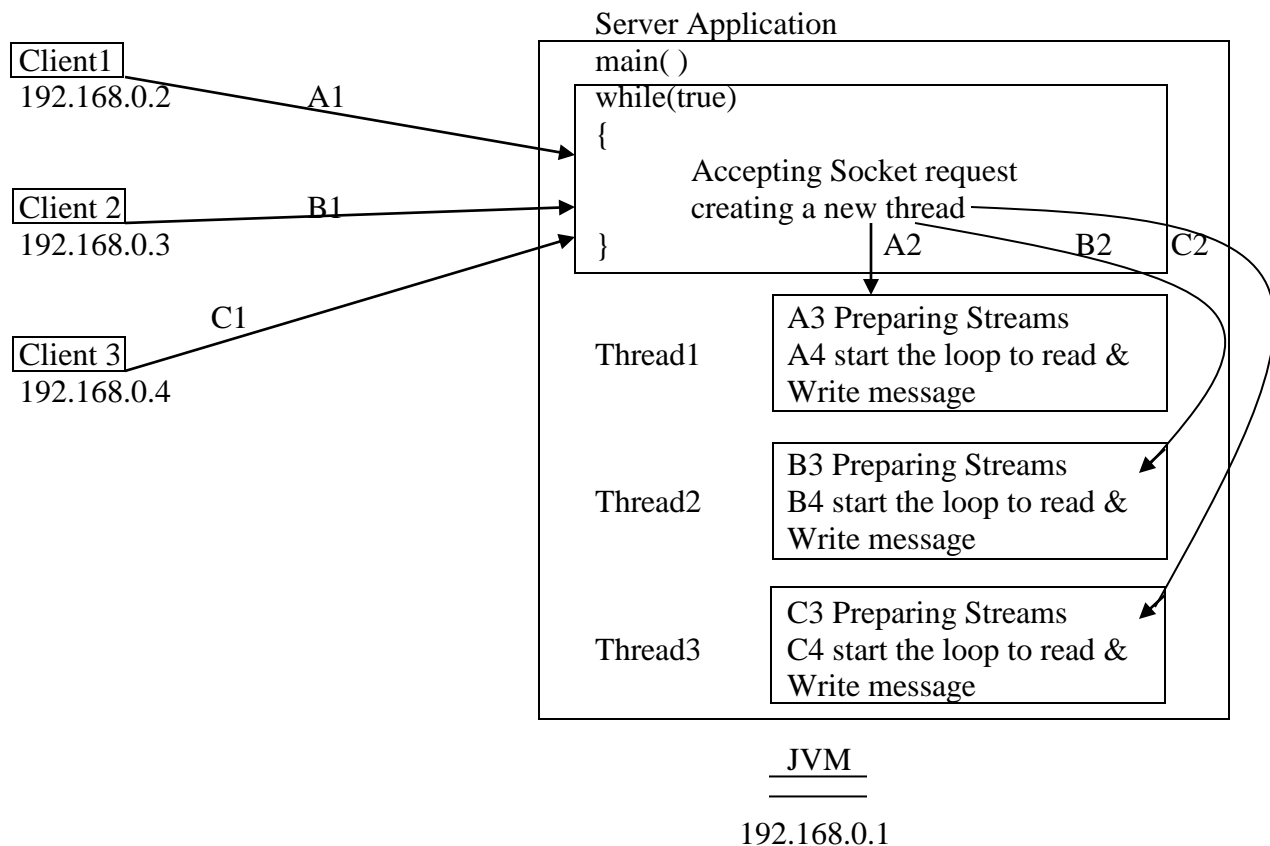 Server Application
Client1
192.168.0.2
A1
main( )
while(true)
{
Accepting Socket request
creating a new thread
}
Client 2
192.168.0.3
B1
A2
B2
C2
C1
Client 3
192.168.0.4
Thread1
A3 Preparing Streams
A4 start the loop to read &
Write message
Thread2
B3 Preparing Streams
B4 start the loop to read &
Write message
Thread3
C3 Preparing Streams
C4 start the loop to read &
Write message
JVM
192.168.0.1